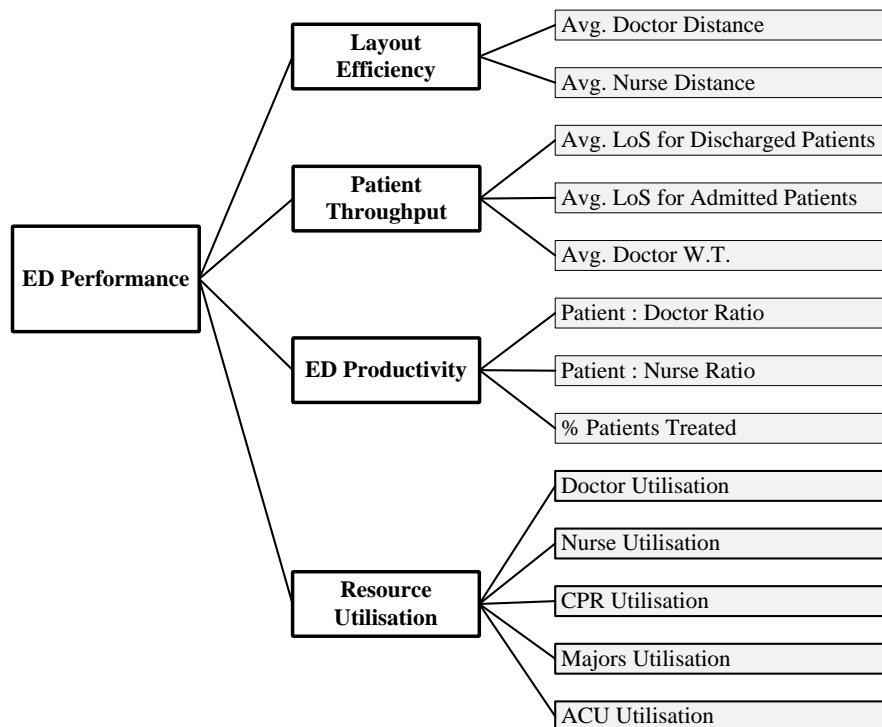 ED Performance
Layout
Efficiency
Avg. Doctor Distance
Avg. Nurse Distance
Patient
Throughput
Avg. LoS for Discharged Patients
Avg. LoS for Admitted Patients
Avg. Doctor W.T.
ED Productivity
Patient : Doctor Ratio
Patient : Nurse Ratio
% Patients Treated
Resource
Utilisation
Doctor Utilisation
Nurse Utilisation
CPR Utilisation
Majors Utilisation
ACU Utilisation